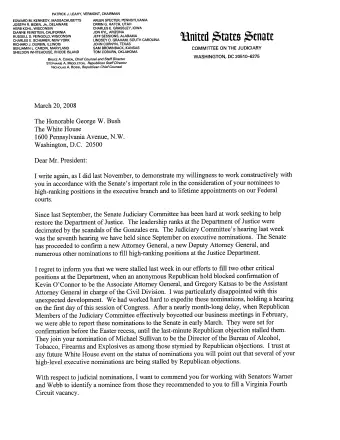 PATRICK J. LEAHY, VERMONT, CHAIRMAN
EDWARD M. KENNEDY, MASSACHUSETTS ARLEN SPECTER, PENNSYLVANIA
JOSEPH R. BIDEN, JR., DELAWARE ORRIN G. HATCH, UTAH
HERB KOHL, WISCONSIN CHARLES E. GRASSLEY, IOWA
DIANNE FEINSTEIN, CALIFORNIA JON KYL, ARIZONA
RUSSELL D. FEINGOLD, WISCONSIN JEFF SESSIONS, ALABAMA
CHARLES E. SCHUMER, NEW YORK LINDSEY O. GRAHAM, SOUTH CAROLINA
RICHARD J. DURBIN, ILLINOIS JOHN CORNYN, TEXAS
BENJAMIN L. CARDIN, MARYLAND SAM BROWNBACK, KANSAS
SHELDON WHITEHOUSE, RHODE ISLAND TOM COBURN, OKLAHOMA
BRUCE A. COHEN, Chief Counsel and Staff Director
STEPHANIE A. MIDDLETON, Republican Staff Director
NICHOLAS A. ROSSI, Republican Chief Counsel
United States Senate
COMMITTEE ON THE JUDICIARY
WASHINGTON, DC 20510–6275
March 20, 2008
The Honorable George W. Bush
The White House
1600 Pennsylvania Avenue, N.W.
Washington, D.C. 20500
Dear Mr. President:
I write again, as I did last November, to demonstrate my willingness to work constructively with
you in accordance with the Senate's important role in the consideration of your nominees to
high-ranking positions in the executive branch and to lifetime appointments on our Federal
courts.
Since last September, the Senate Judiciary Committee has been hard at work seeking to help
restore the Department of Justice. The leadership ranks at the Department of Justice were
decimated by the scandals of the Gonzales era. The Judiciary Committee's hearing last week
was the seventh hearing we have held since September on executive nominations. The Senate
has proceeded to confirm a new Attorney General, a new Deputy Attorney General, and
numerous other nominations to fill high-ranking positions at the Justice Department.
I regret to inform you that we were stalled last week in our efforts to fill two other critical
positions at the Department, when an anonymous Republican hold blocked confirmation of
Kevin O'Connor to be the Associate Attorney General, and Gregory Katsas to be the Assistant
Attorney General in charge of the Civil Division. I was particularly disappointed with this
unexpected development. We had worked hard to expedite these nominations, holding a hearing
on the first day of this session of Congress. After a nearly month-long delay, when Republican
Members of the Judiciary Committee effectively boycotted our business meetings in February,
we were able to report these nominations to the Senate in early March. They were set for
confirmation before the Easter recess, until the last-minute Republican objection stalled them.
They join your nomination of Michael Sullivan to be the Director of the Bureau of Alcohol,
Tobacco, Firearms and Explosives as among those stymied by Republican objections. I trust at
any future White House event on the status of nominations you will point out that several of your
high-level executive nominations are being stalled by Republican objections.
With respect to judicial nominations, I want to commend you for working with Senators Warner
and Webb to identify a nominee from those they recommended to you to fill a Virginia Fourth
Circuit vacancy.